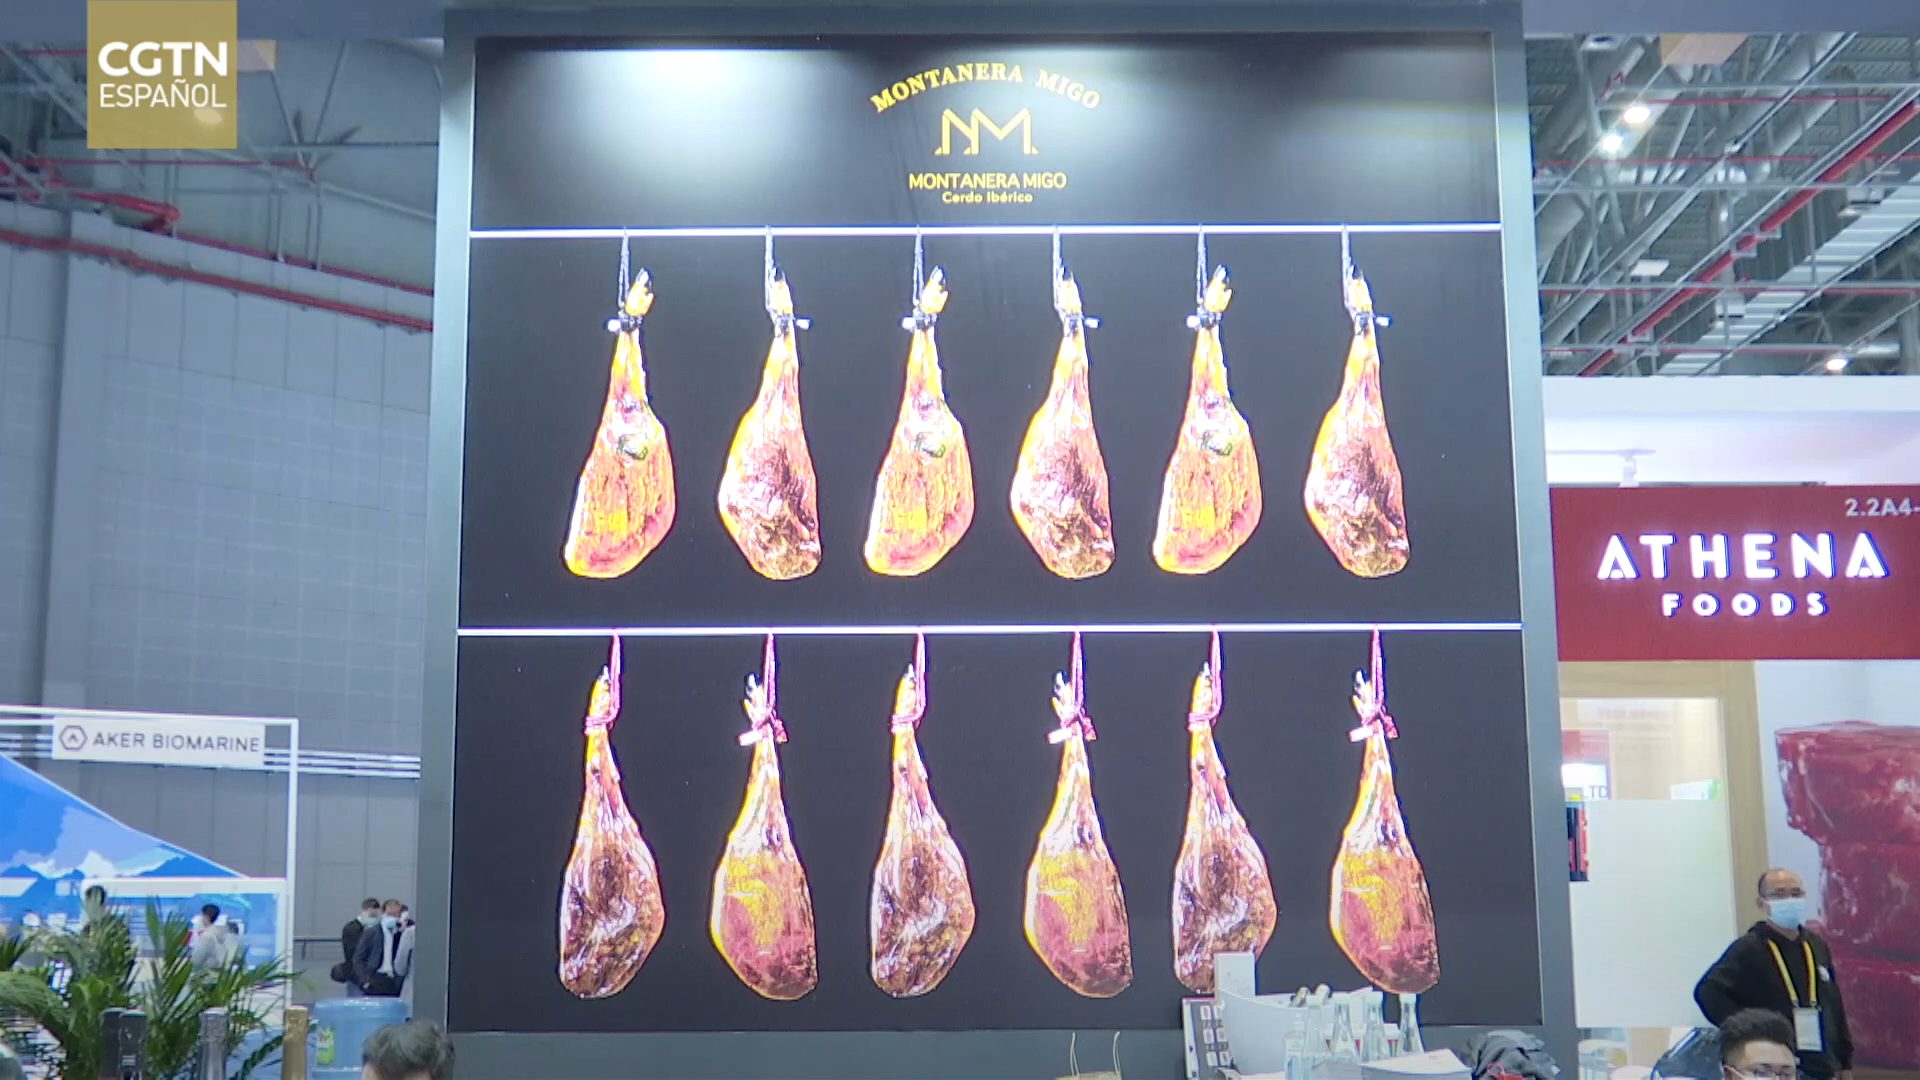 CGTN
ESPAÑOL
MONTANERA MIGO
MONTANERA MIGO
Cerdo Ibérico
2.2A4-
ATHENA
FOODS
AKER BIOMARINE